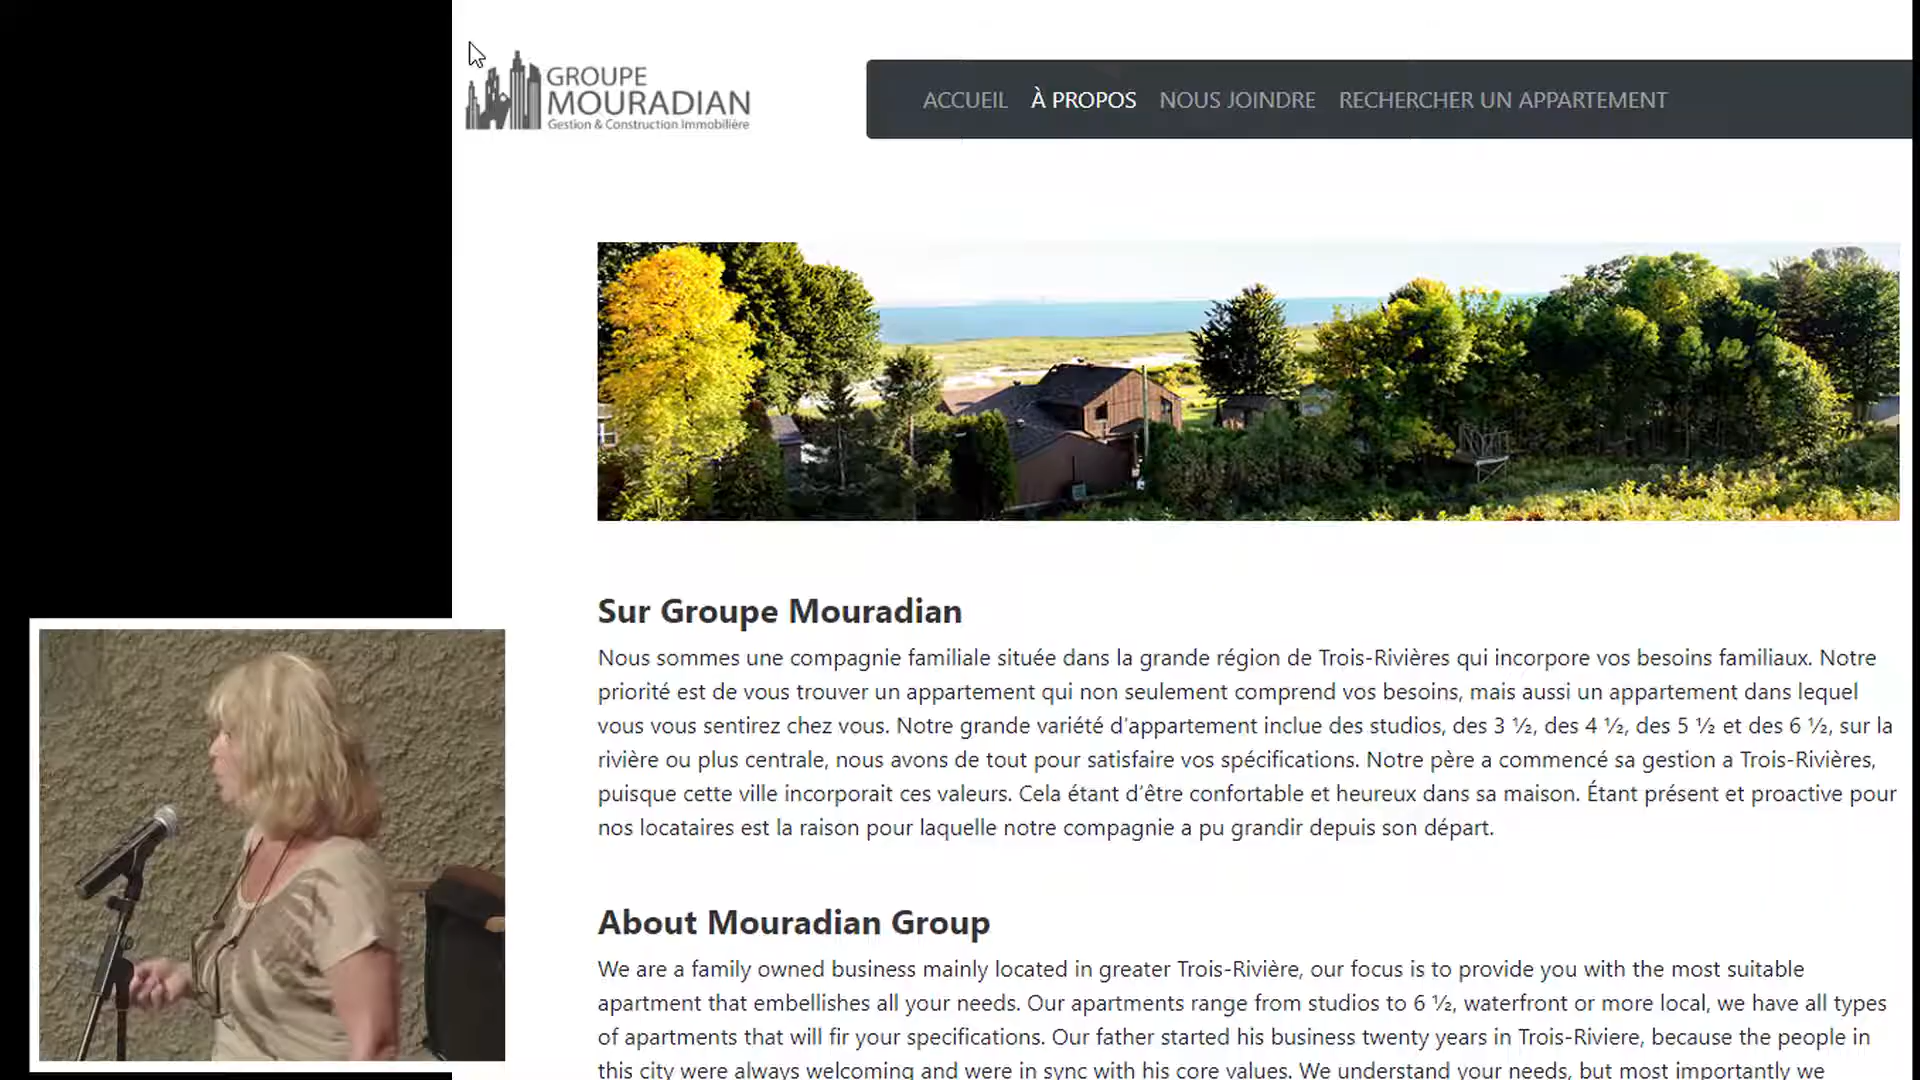 GROUPE
MOURADIAN
Gestion & Construction Immobilière
ACCUEIL À PROPOS NOUS JOINDRE RECHERCHER UN APPARTEMENT
Sur Groupe Mouradian
Nous sommes une compagnie familiale située dans la grande région de Trois-Rivières qui incorpore vos besoins familiaux. Notre
priorité est de vous trouver un appartement qui non seulement comprend vos besoins, mais aussi un appartement dans lequel
vous vous sentirez chez vous. Notre grande variété d’appartement inclue des studios, des 3 ½, des 4 ½, des 5 ½ et des 6 ½, sur la
rivière ou plus centrale, nous avons de tout pour satisfaire vos spécifications. Notre père a commencé sa gestion a Trois-Rivières,
puisque cette ville incorporait ces valeurs. Cela étant d’être confortable et heureux dans sa maison. Étant présent et proactive pour
nos locataires est la raison pour laquelle notre compagnie a pu grandir depuis son départ.
About Mouradian Group
We are a family owned business mainly located in greater Trois-Rivière, our focus is to provide you with the most suitable
apartment that embellishes all your needs. Our apartments range from studios to 6 ½, waterfront or more local, we have all types
of apartments that will fir your specifications. Our father started his business twenty years in Trois-Riviere, because the people in
this city were always welcoming and were in sync with his core values. We understand your needs, but most importantly we